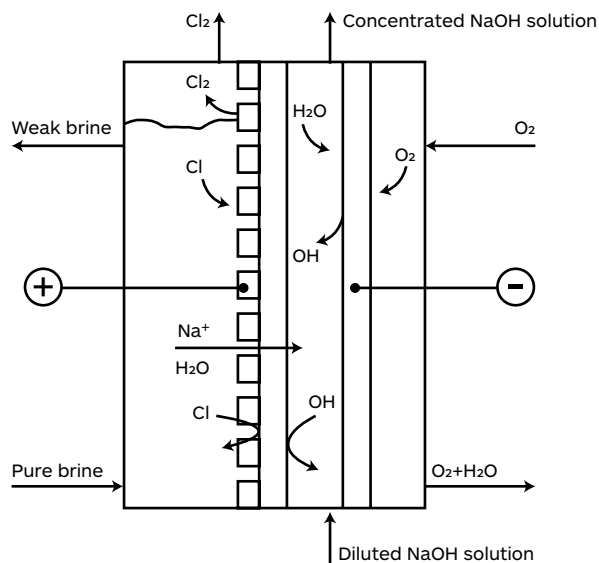 Cl₂
Concentrated NaOH solution
Cl₂
H₂O
Weak brine
O₂
O₂
Cl
OH
+
−
Na⁺
H₂O
Cl
OH
Pure brine
O₂+H₂O
Diluted NaOH solution